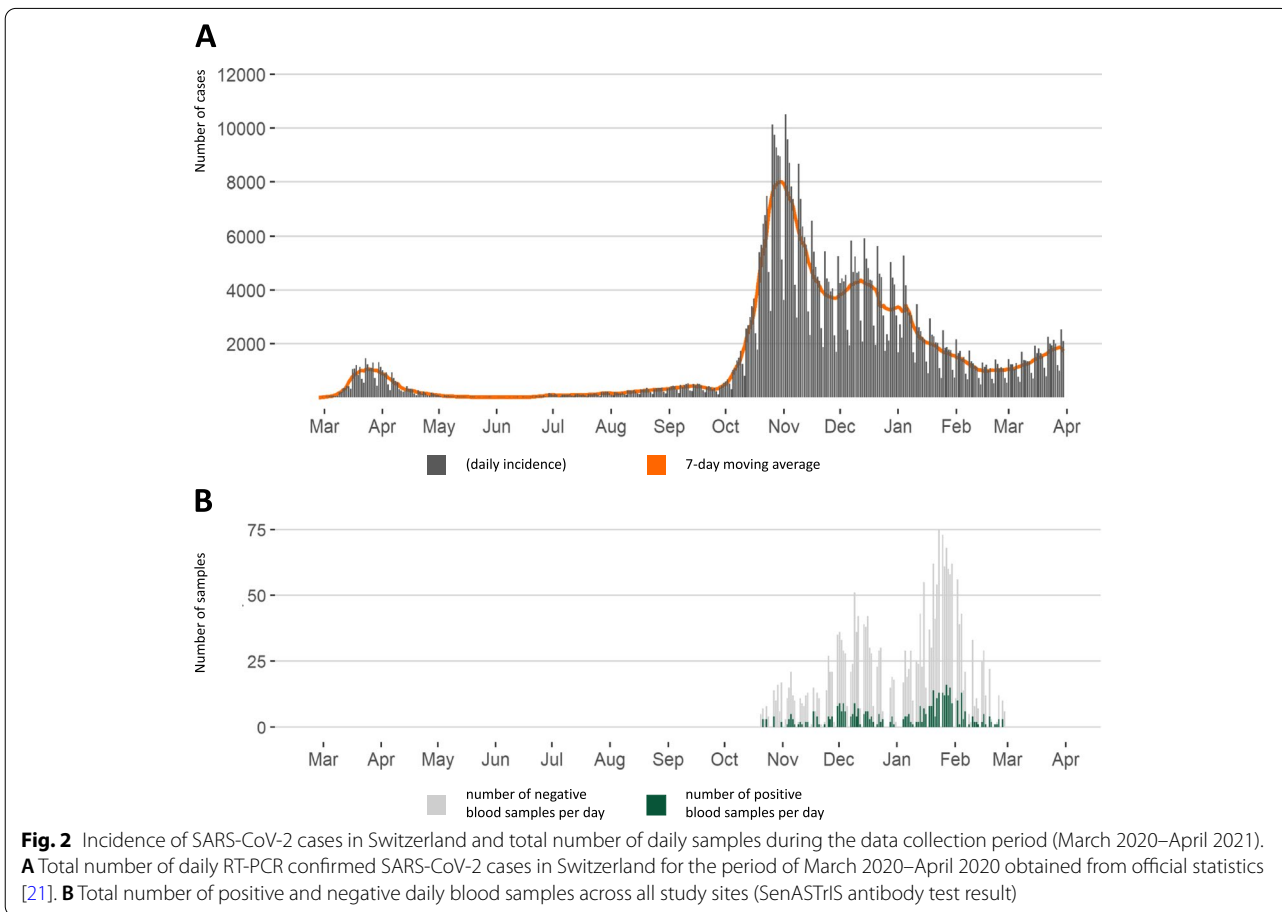 A
Number of cases
12000
10000
8000
6000
4000
2000
Mar Apr May Jun Jul Aug Sep Oct Nov Dec Jan Feb Mar Apr
(daily incidence) 7-day moving average
B
Number of samples
75
50
25
0
Mar Apr May Jun Jul Aug Sep Oct Nov Dec Jan Feb Mar Apr
number of negative number of positive
blood samples per day blood samples per day
Fig. 2 Incidence of SARS-CoV-2 cases in Switzerland and total number of daily samples during the data collection period (March 2020–April 2021).
A Total number of daily RT-PCR confirmed SARS-CoV-2 cases in Switzerland for the period of March 2020–April 2020 obtained from official statistics
[21]. B Total number of positive and negative daily blood samples across all study sites (SenASTrIS antibody test result)